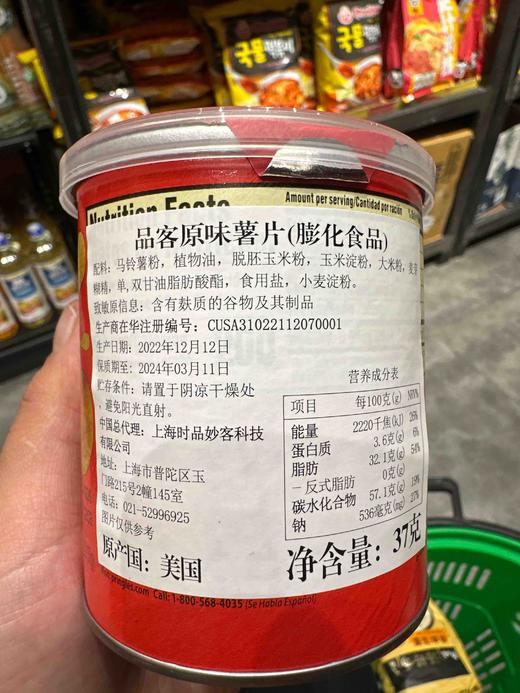 국물
국물
Nutrition Facts
Amount per serving/Cantidad por ración
品客原味薯片(膨化食品)
配料：马铃薯粉，植物油，脱胚玉米粉，玉米淀粉，大米粉，麦芽
糊精，单，双甘油脂肪酸酯，食用盐，小麦淀粉。
致敏原信息：含有麸质的谷物及其制品
生产商在华注册编号：CUSA31022112070001
生产日期：2022年12月12日
保质期至：2024年03月11日
贮存条件：请置于阴凉干燥处
，避免阳光直射。
中国总代理：上海时品妙客科技
有限公司
地址：上海市普陀区玉
门路215号2幢145室
电话：021-52996925
图片仅供参考
原产国：美国
营养成分表
项目 每100克(g) NRV%
能量 2220千焦(kJ) 26%
蛋白质 3.6克(g) 6%
脂肪 32.1克(g) 54%
－反式脂肪 0克(g)
碳水化合物 57.1克(g) 19%
钠 536毫克(mg) 27%
净含量：37克
pringles.com Call: 1-800-568-4035 (Se Habla Español)